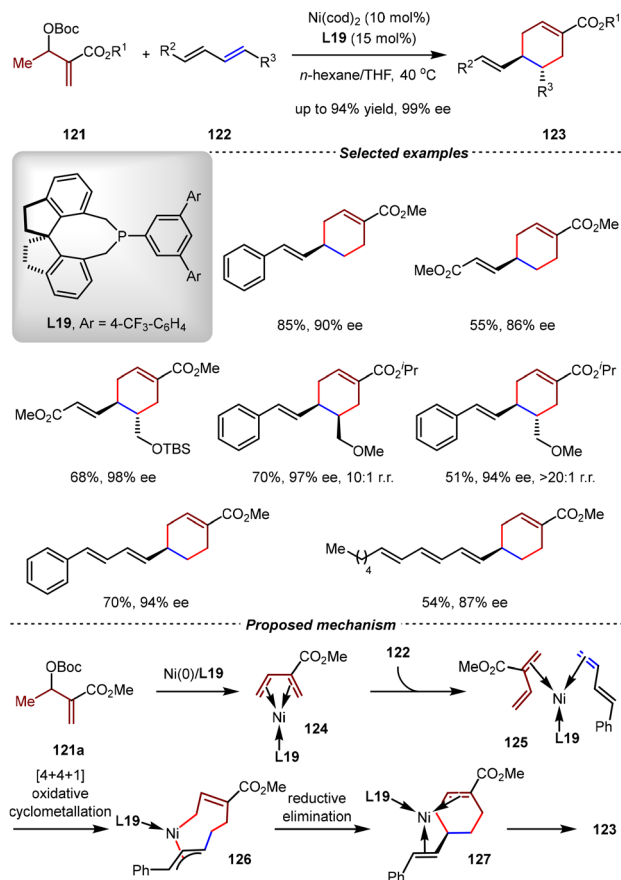 OBoc
Me
CO₂R¹
+
R²
R³
Ni(cod)₂ (10 mol%)
L19 (15 mol%)
n-hexane/THF, 40 °C
up to 94% yield, 99% ee
CO₂R¹
R²
R³
121
122
123
Selected examples
Ar
P
Ar
L19, Ar = 4-CF₃-C₆H₄
CO₂Me
85%, 90% ee
CO₂Me
MeO₂C
55%, 86% ee
CO₂Me
MeO₂C
OTBS
68%, 98% ee
CO₂ⁱPr
OMe
70%, 97% ee, 10:1 r.r.
CO₂ⁱPr
OMe
51%, 94% ee, >20:1 r.r.
CO₂Me
70%, 94% ee
Me
4
CO₂Me
54%, 87% ee
Proposed mechanism
OBoc
Me
CO₂Me
121a
Ni(0)/L19
CO₂Me
Ni
L19
124
122
MeO₂C
Ni
L19
Ph
125
[4+4+1]
oxidative
cyclometallation
L19
Ni
CO₂Me
Ph
126
reductive
elimination
L19
Ni
CO₂Me
Ph
127
123